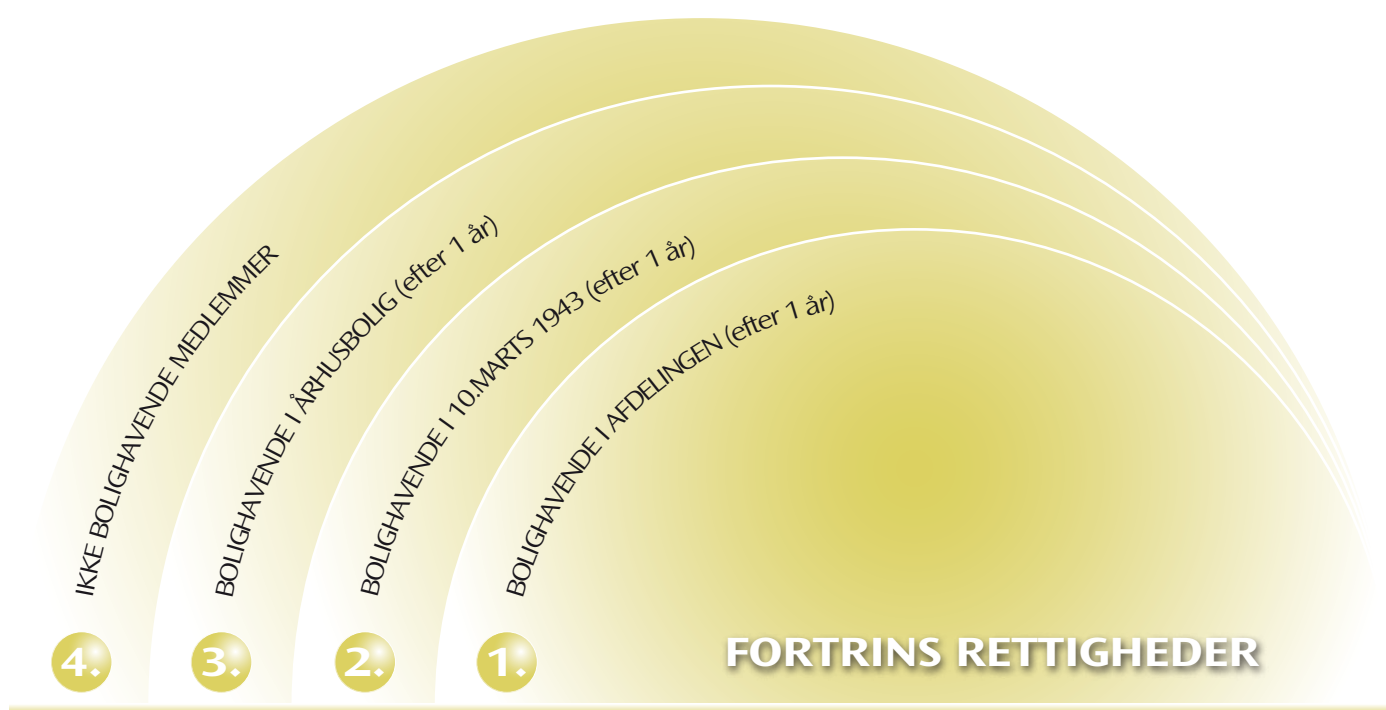 IKKE BOLIGHAVENDE MEDLEMMER
BOLIGHAVENDE I ÅRHUSBOLIG (efter 1 år)
BOLIGHAVENDE I 10.MARTS 1943 (efter 1 år)
BOLIGHAVENDE I AFDELINGEN (efter 1 år)
4.
3.
2.
1.
FORTRINS RETTIGHEDER